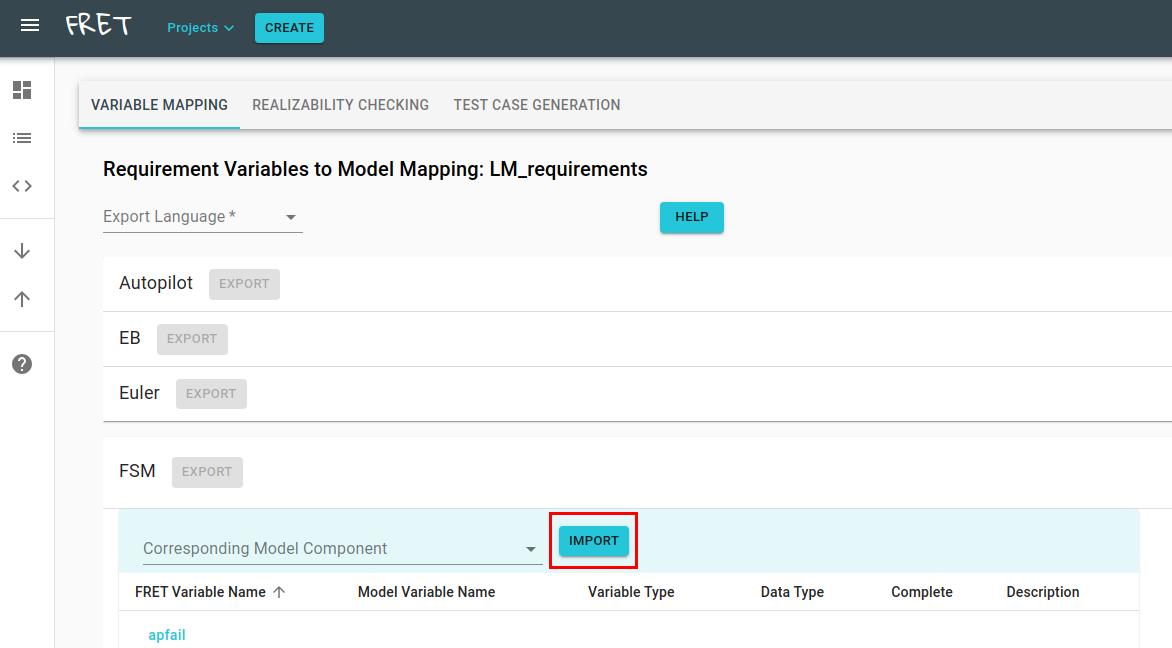 FRET Projects CREATE
VARIABLE MAPPING REALIZABILITY CHECKING TEST CASE GENERATION
Requirement Variables to Model Mapping: LM_requirements
Export Language * HELP
Autopilot EXPORT
EB EXPORT
Euler EXPORT
FSM EXPORT
Corresponding Model Component IMPORT
FRET Variable Name Model Variable Name Variable Type Data Type Complete Description
apfail